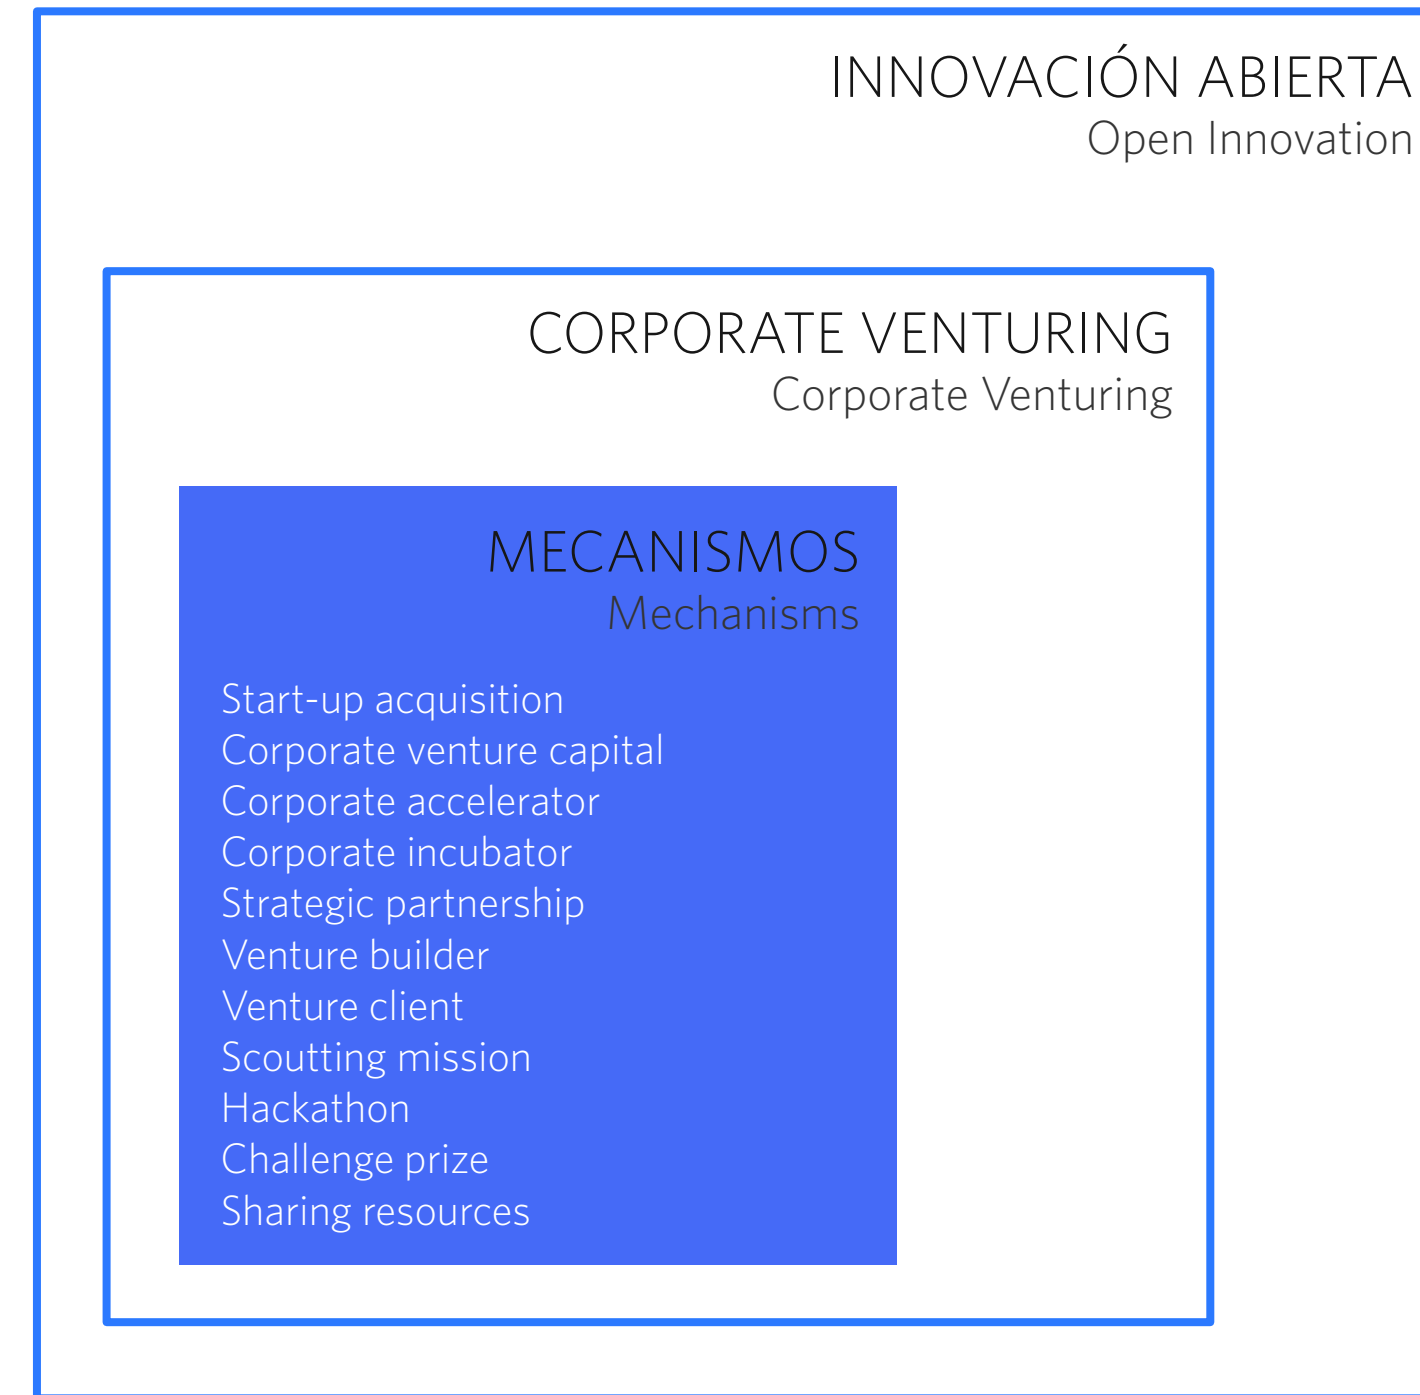 INNOVACIÓN ABIERTA
Open Innovation
CORPORATE VENTURING
Corporate Venturing
MECANISMOS
Mechanisms
Start-up acquisition
Corporate venture capital
Corporate accelerator
Corporate incubator
Strategic partnership
Venture builder
Venture client
Scoutting mission
Hackathon
Challenge prize
Sharing resources